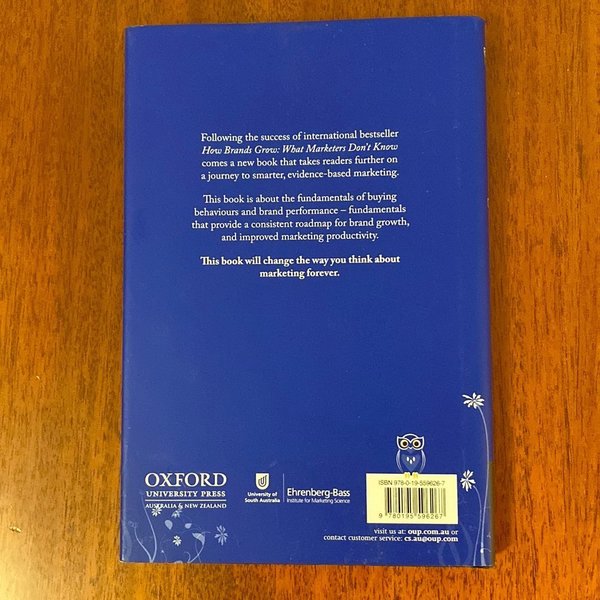 Following the success of international bestseller
How Brands Grow: What Marketers Don't Know
comes a new book that takes readers further on
a journey to smarter, evidence-based marketing.
This book is about the fundamentals of buying
behaviours and brand performance – fundamentals
that provide a consistent roadmap for brand growth,
and improved marketing productivity.
This book will change the way you think about
marketing forever.
OXFORD
UNIVERSITY PRESS
AUSTRALIA & NEW ZEALAND
University of
South Australia
Ehrenberg-Bass
Institute for Marketing Science
ISBN 978-0-19-559626-7
9 780195 596267
visit us at: oup.com.au or
contact customer service: cs.au@oup.com